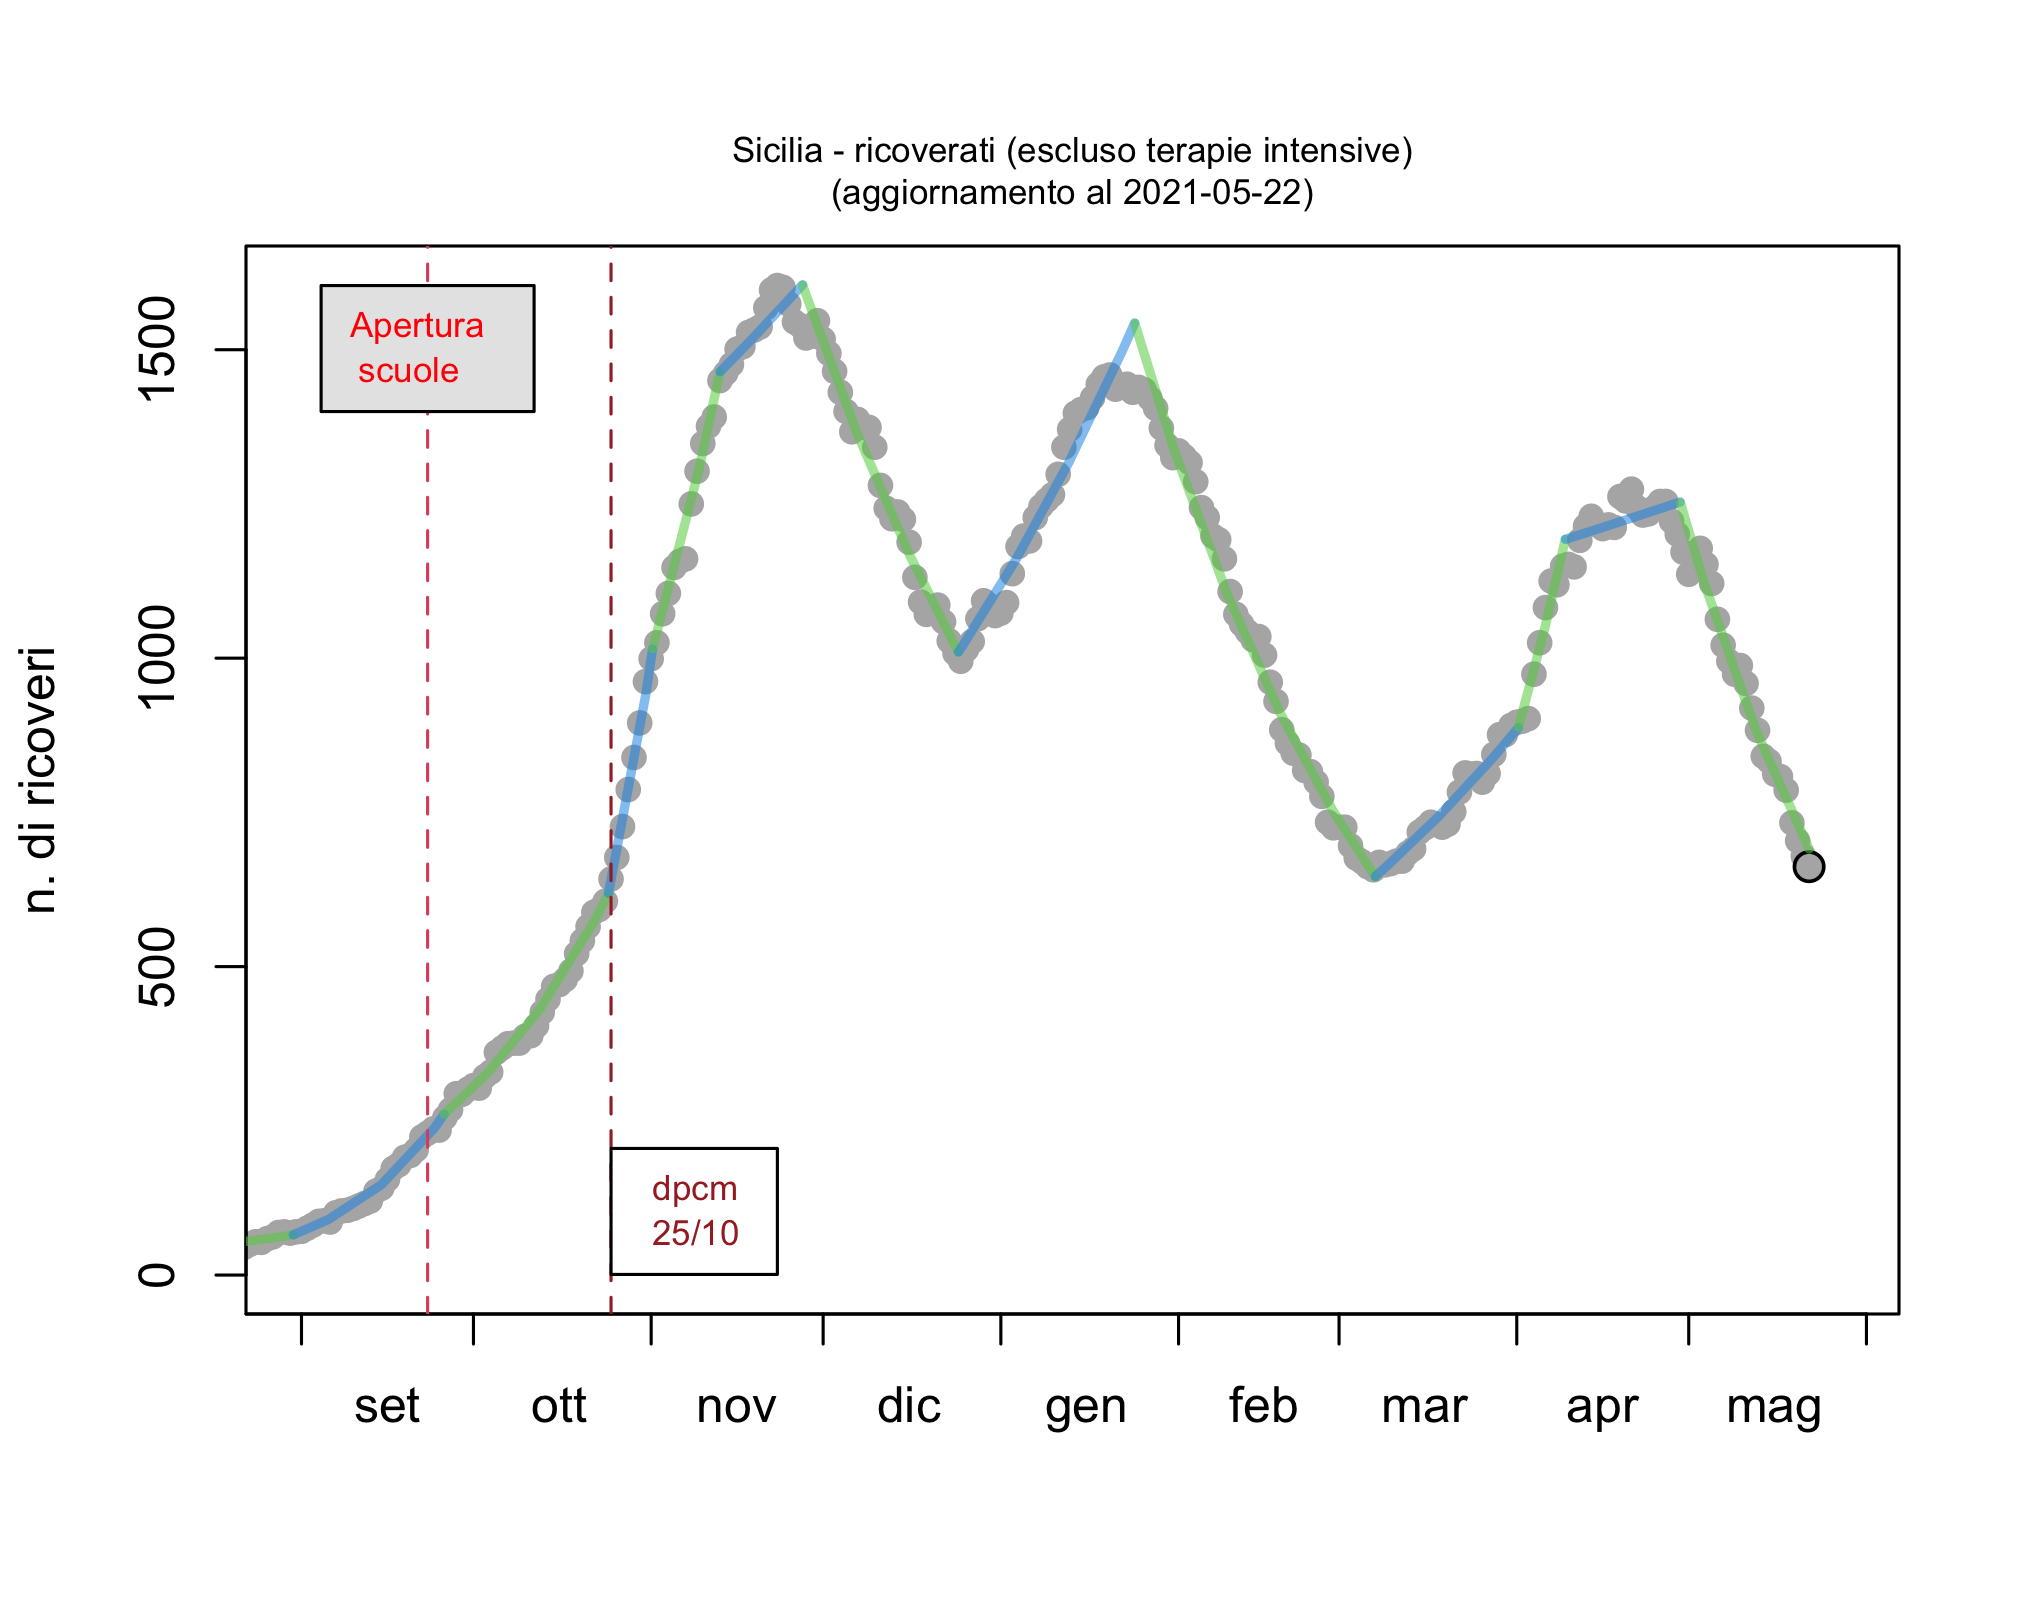 Sicilia - ricoverati (escluso terapie intensive)
(aggiornamento al 2021-05-22)
Apertura
scuole
dpcm
25/10
n. di ricoveri
1500
1000
500
0
set ott nov dic gen feb mar apr mag